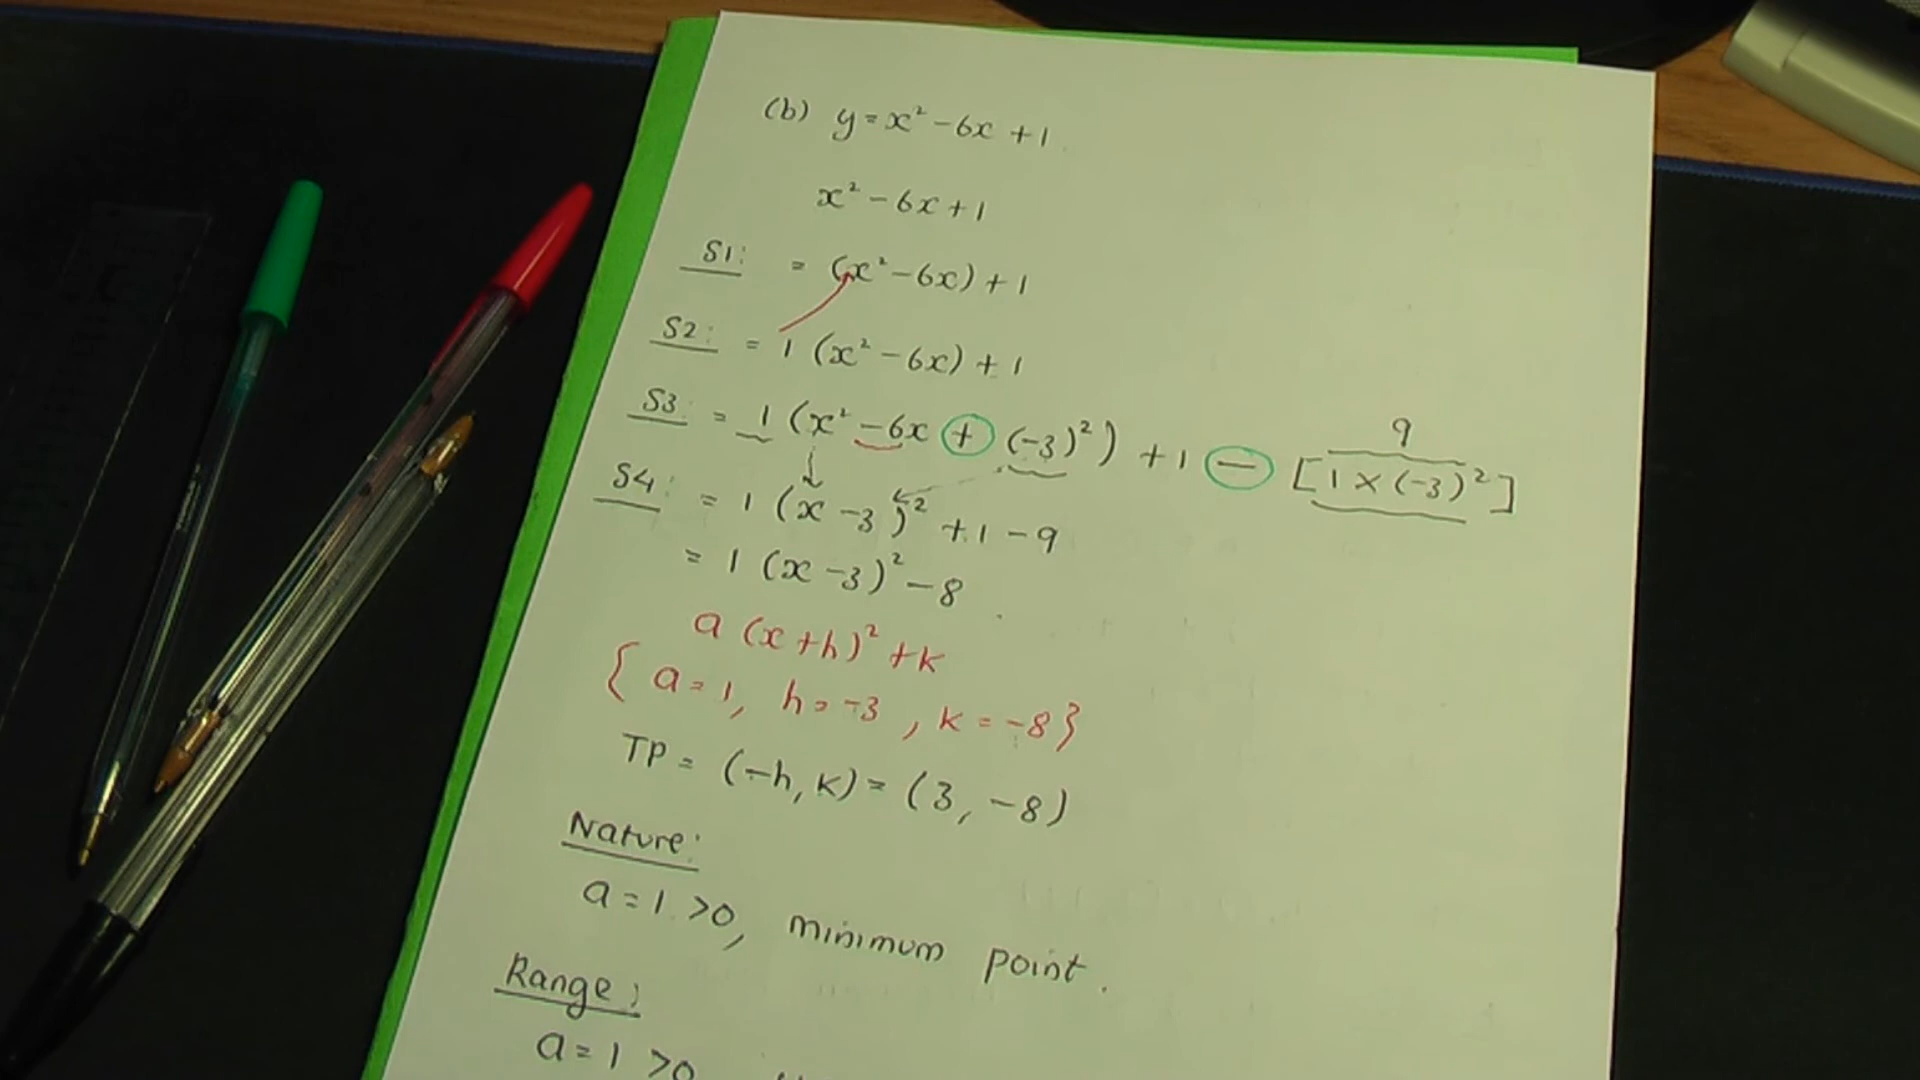 (b) y = x² - 6x + 1
x² - 6x + 1
S1: = (x² - 6x) + 1
S2: = 1 (x² - 6x) + 1
S3: = 1 (x² - 6x + (-3)²) + 1 - [1 × (-3)²]
9
S4: = 1 (x - 3)² + 1 - 9
= 1 (x - 3)² - 8
a (x + h)² + k
{ a = 1, h = -3, k = -8}
TP = (-h, k) = (3, -8)
Nature:
a = 1 > 0, minimum point.
Range:
a = 1 > 0